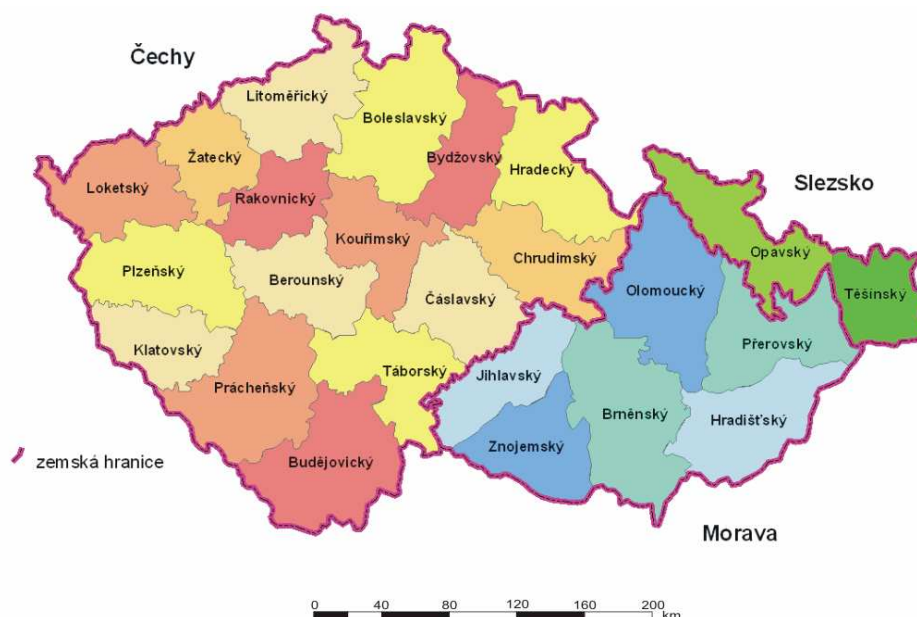 Čechy
Litoměřický
Boleslavský
Žatecký
Bydžovský
Hradecký
Loketský
Rakovnický
Slezsko
Kouřimský
Opavský
Chrudimský
Plzeňský
Berounský
Čáslavský
Olomoucký
Těšínský
Klatovský
Přerovský
Táborský
Jihlavský
Prácheňský
Brněnský
Hradišťský
Znojemský
Budějovický
zemská hranice
Morava
0 40 80 120 160 200
km